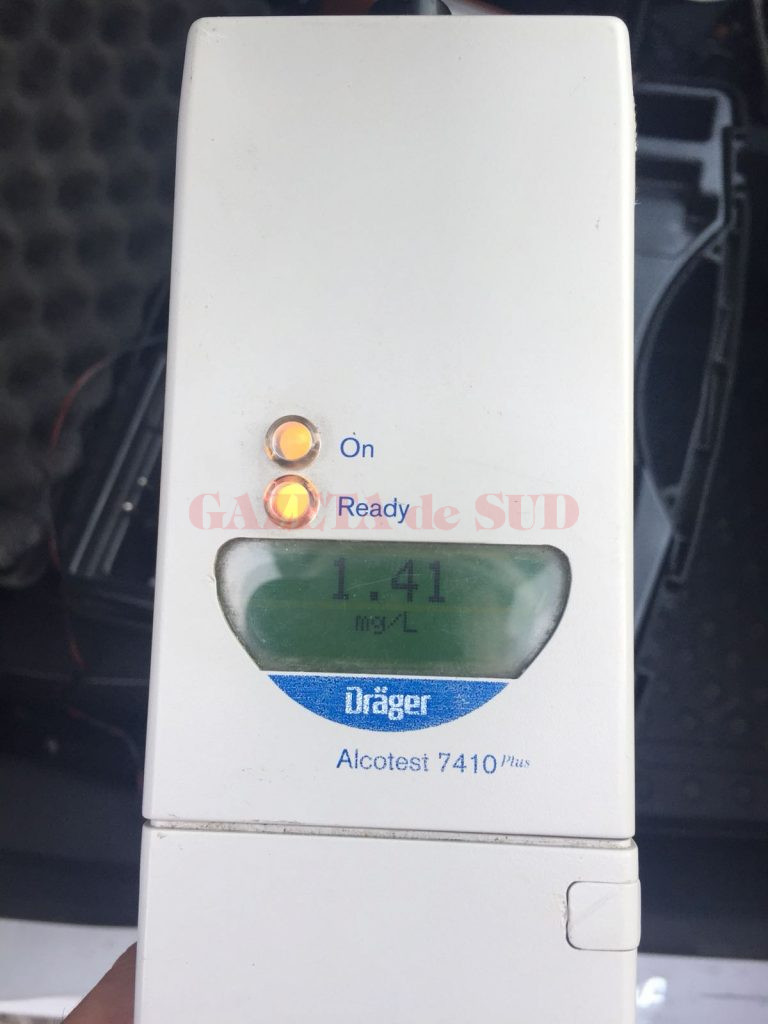 On
Ready
GAZETA de SUD
1.41
mg/L
Dräger
Alcotest 7410 Plus